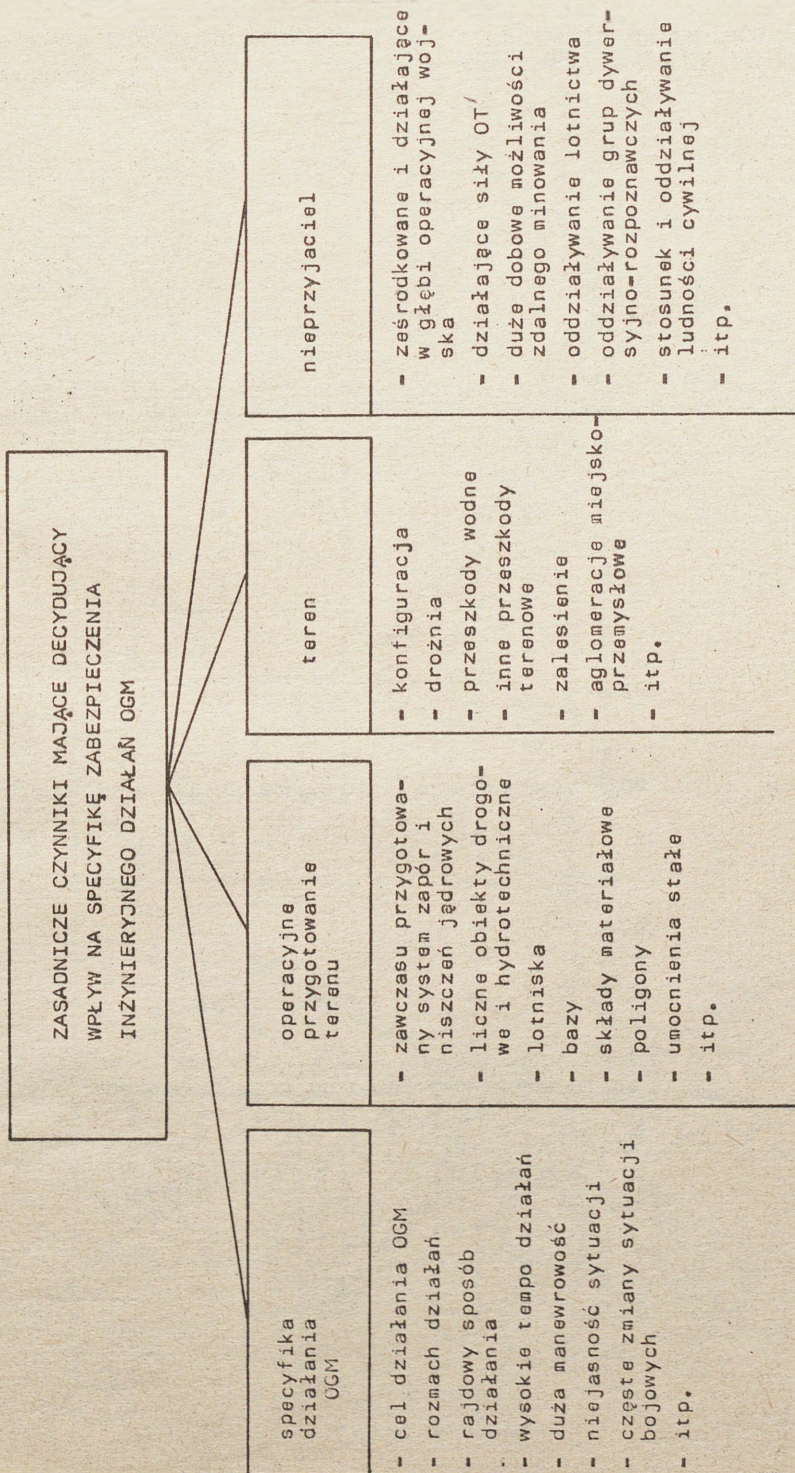 ZASADNICZE CZYNNIKI MAJĄCE DECYDUJĄCY
WPŁYW NA SPECYFIKĘ ZABEZPIECZENIA
INŻYNIERYJNEGO DZIAŁAŃ OGM
specyfika
działania
OGM
- cel działania OGM
- rozmach działań
- rajdowy sposób
działania
- wysokie tempo działań
- duża manewrowość
- niejasność sytuacji
- częste zmiany sytuacji
bojowych
- itp.
operacyjne
przygotowanie
terenu
- zawczasu przygotowa-
ny system zapór i
niszczeń jądrowych
- liczne obiekty drogo-
we i hydrotechniczne
- lotniska
- bazy
- składy materiałowe
- poligony
- umocnienia stałe
- itp.
teren
- konfiguracja
- drożnia
- przeszkody wodne
- inne przeszkody
terenowe
- zalesienie
- aglomeracje miejsko-
przemysłowe
- itp.
nieprzyjaciel
- ześrodkowane i działające
w głębi operacyjnej woj-
ska
- działające siły OT
- duże dobowe możliwości
zdalnego minowania
- oddziaływanie lotnictwa
- oddziaływanie grup dywer-
syjno-rozpoznawczych
- stosunek i oddziaływanie
ludności cywilnej
- itp.